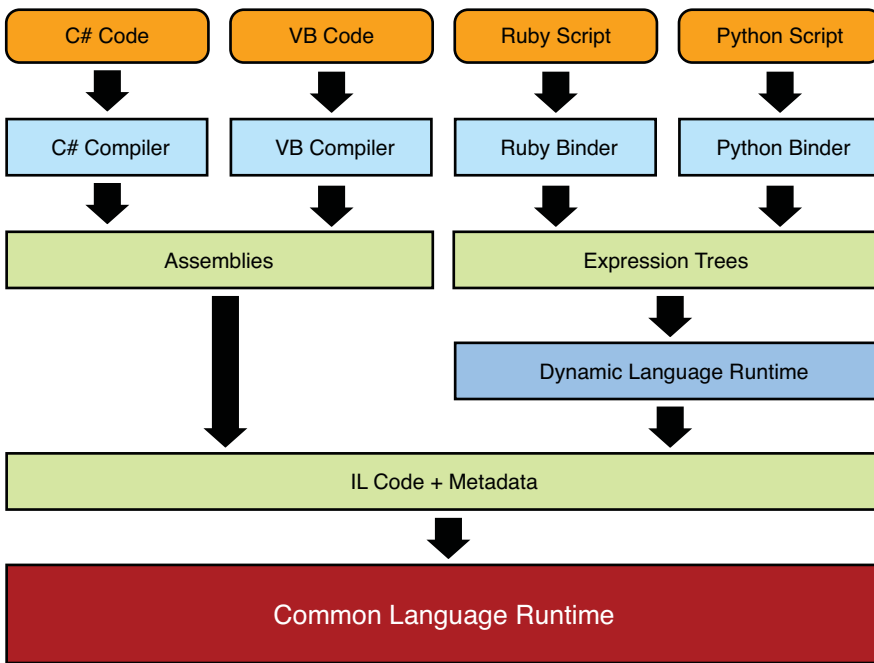 C# Code
VB Code
Ruby Script
Python Script
C# Compiler
VB Compiler
Ruby Binder
Python Binder
Assemblies
Expression Trees
Dynamic Language Runtime
IL Code + Metadata
Common Language Runtime